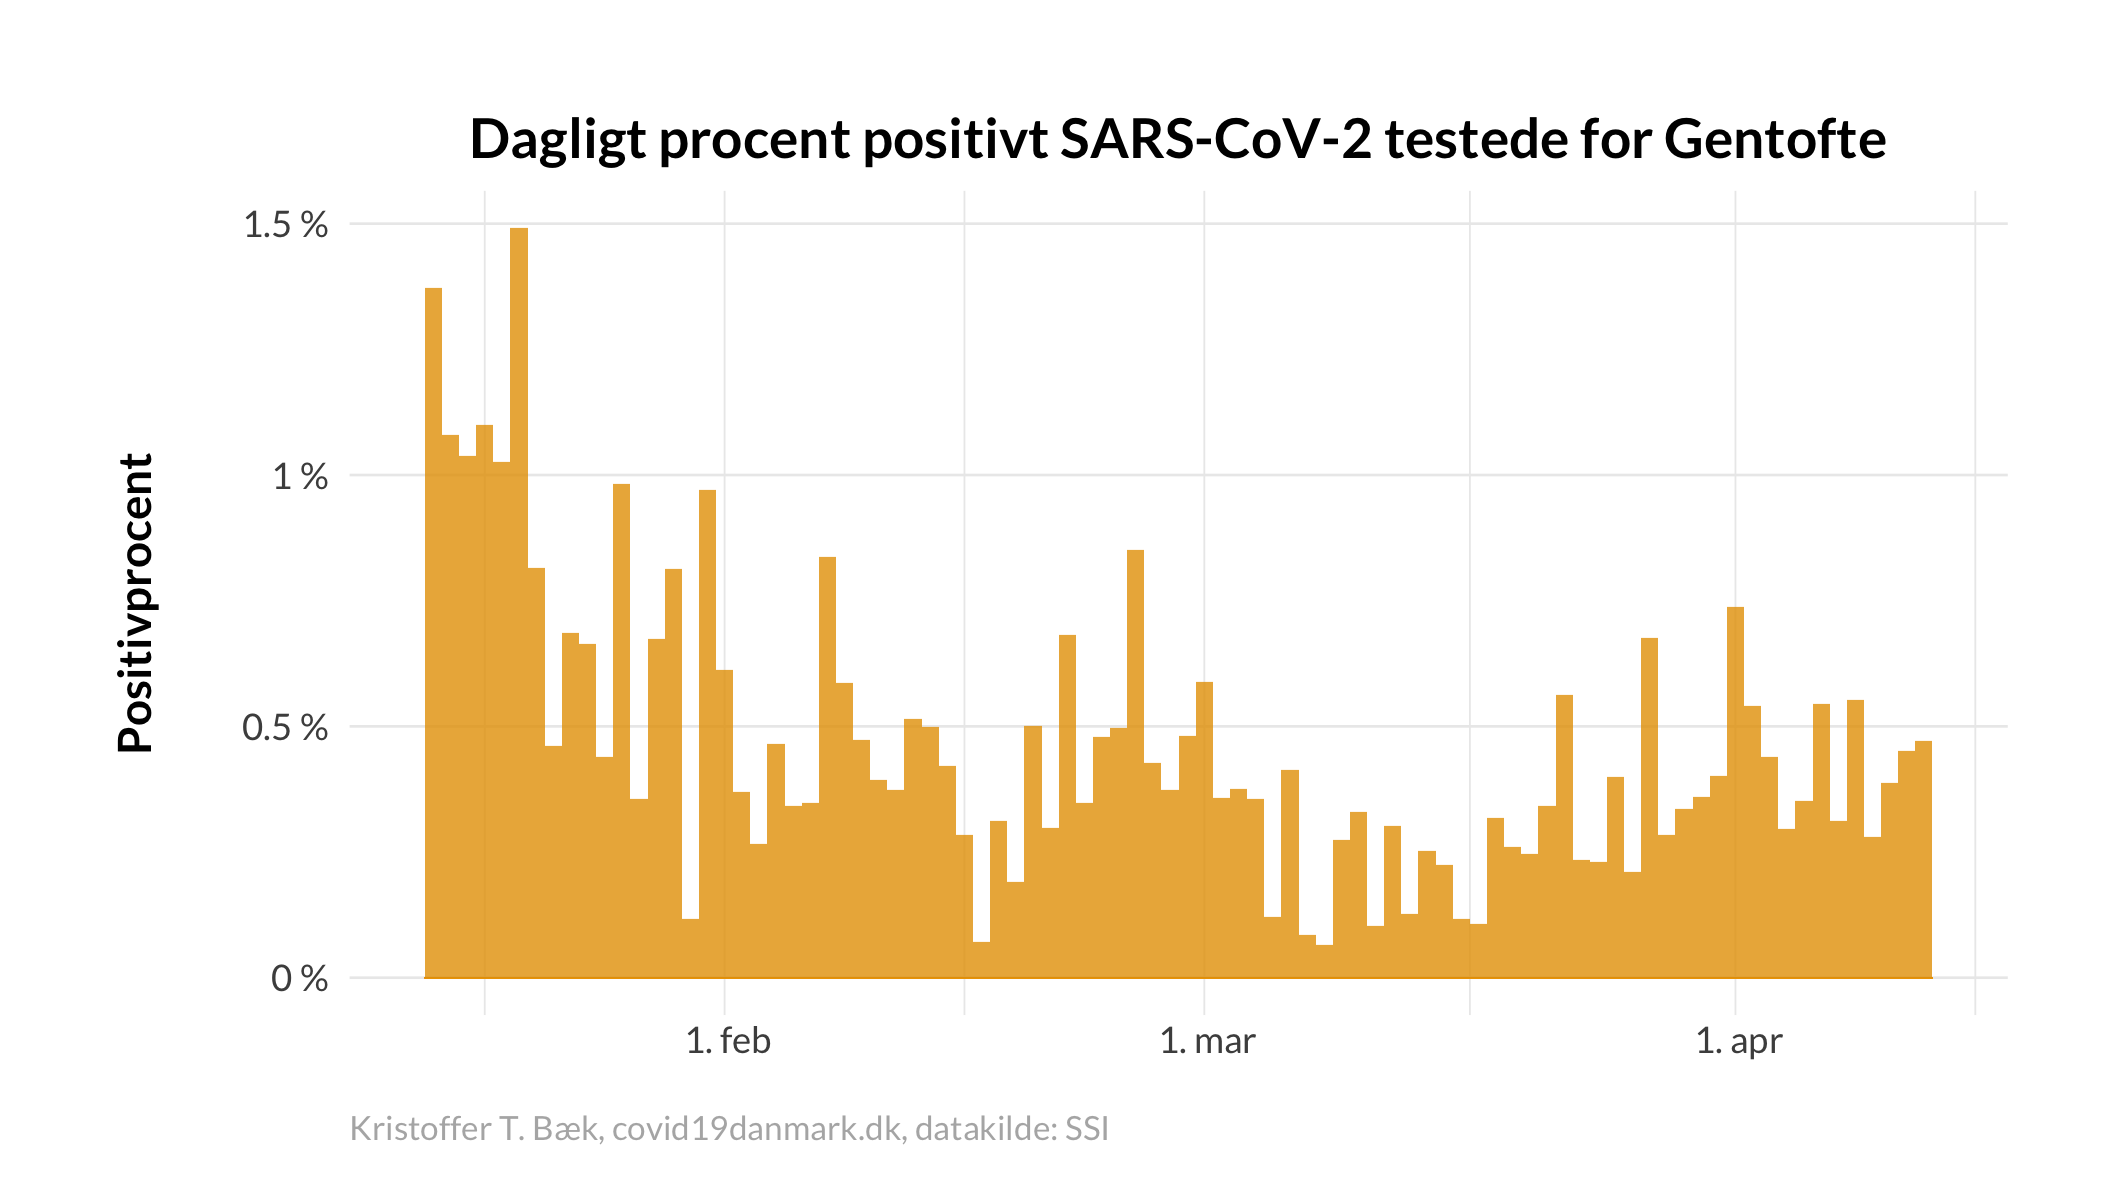 Dagligt procent positivt SARS-CoV-2 testede for Gentofte
Positivprocent
1.5 %
1 %
0.5 %
0 %
1. feb
1. mar
1. apr
Kristoffer T. Bæk, covid19danmark.dk, datakilde: SSI